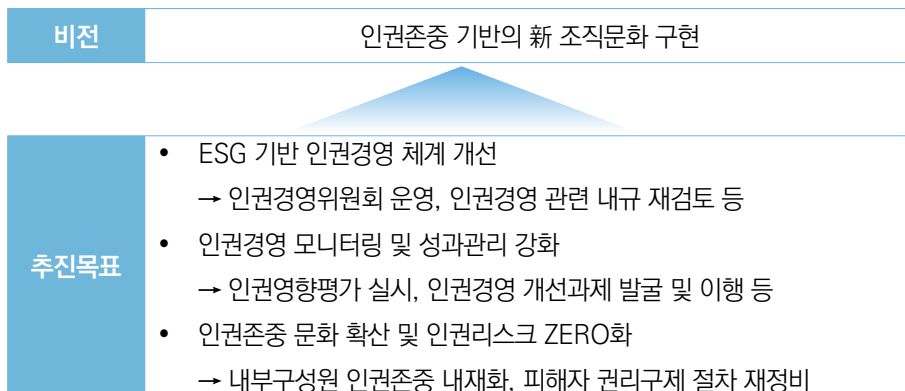 비전
인권존중 기반의 新 조직문화 구현
추진목표
• ESG 기반 인권경영 체계 개선
→ 인권경영위원회 운영, 인권경영 관련 내규 재검토 등
• 인권경영 모니터링 및 성과관리 강화
→ 인권영향평가 실시, 인권경영 개선과제 발굴 및 이행 등
• 인권존중 문화 확산 및 인권리스크 ZERO화
→ 내부구성원 인권존중 내재화, 피해자 권리구제 절차 재정비